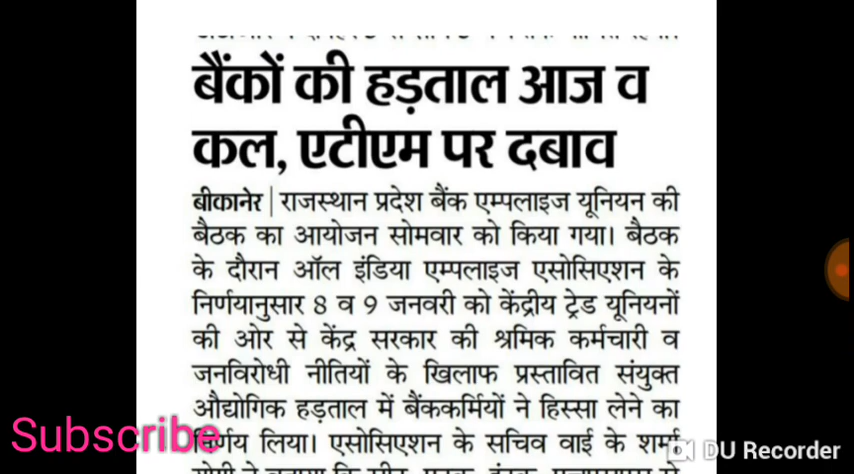 बैंकों की हड़ताल आज व
कल, एटीएम पर दबाव
बीकानेर | राजस्थान प्रदेश बैंक एम्पलाइज यूनियन की
बैठक का आयोजन सोमवार को किया गया। बैठक
के दौरान ऑल इंडिया एम्पलाइज एसोसिएशन के
निर्णयानुसार 8 व 9 जनवरी को केंद्रीय ट्रेड यूनियनों
की ओर से केंद्र सरकार की श्रमिक कर्मचारी व
जनविरोधी नीतियों के खिलाफ प्रस्तावित संयुक्त
औद्योगिक हड़ताल में बैंककर्मियों ने हिस्सा लेने का
निर्णय लिया। एसोसिएशन के सचिव वाई के शर्मा
Subscribe
DU Recorder